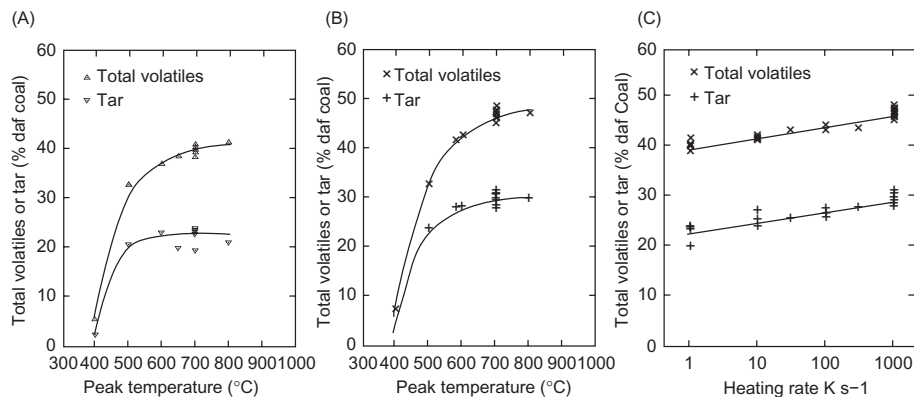 (A)
Total volatiles or tar (% daf coal)
60
50
40
30
20
10
0
Total volatiles
Tar
300 400 500 600 700 800 900 1000
Peak temperature (°C)
(B)
Total volatiles or tar (% daf coal)
60
50
40
30
20
10
0
Total volatiles
Tar
300 400 500 600 700 800 900 1000
Peak temperature (°C)
(C)
Total volatiles or tar (% daf Coal)
60
50
40
30
20
10
0
Total volatiles
Tar
1 10 100 1000
Heating rate K s−1